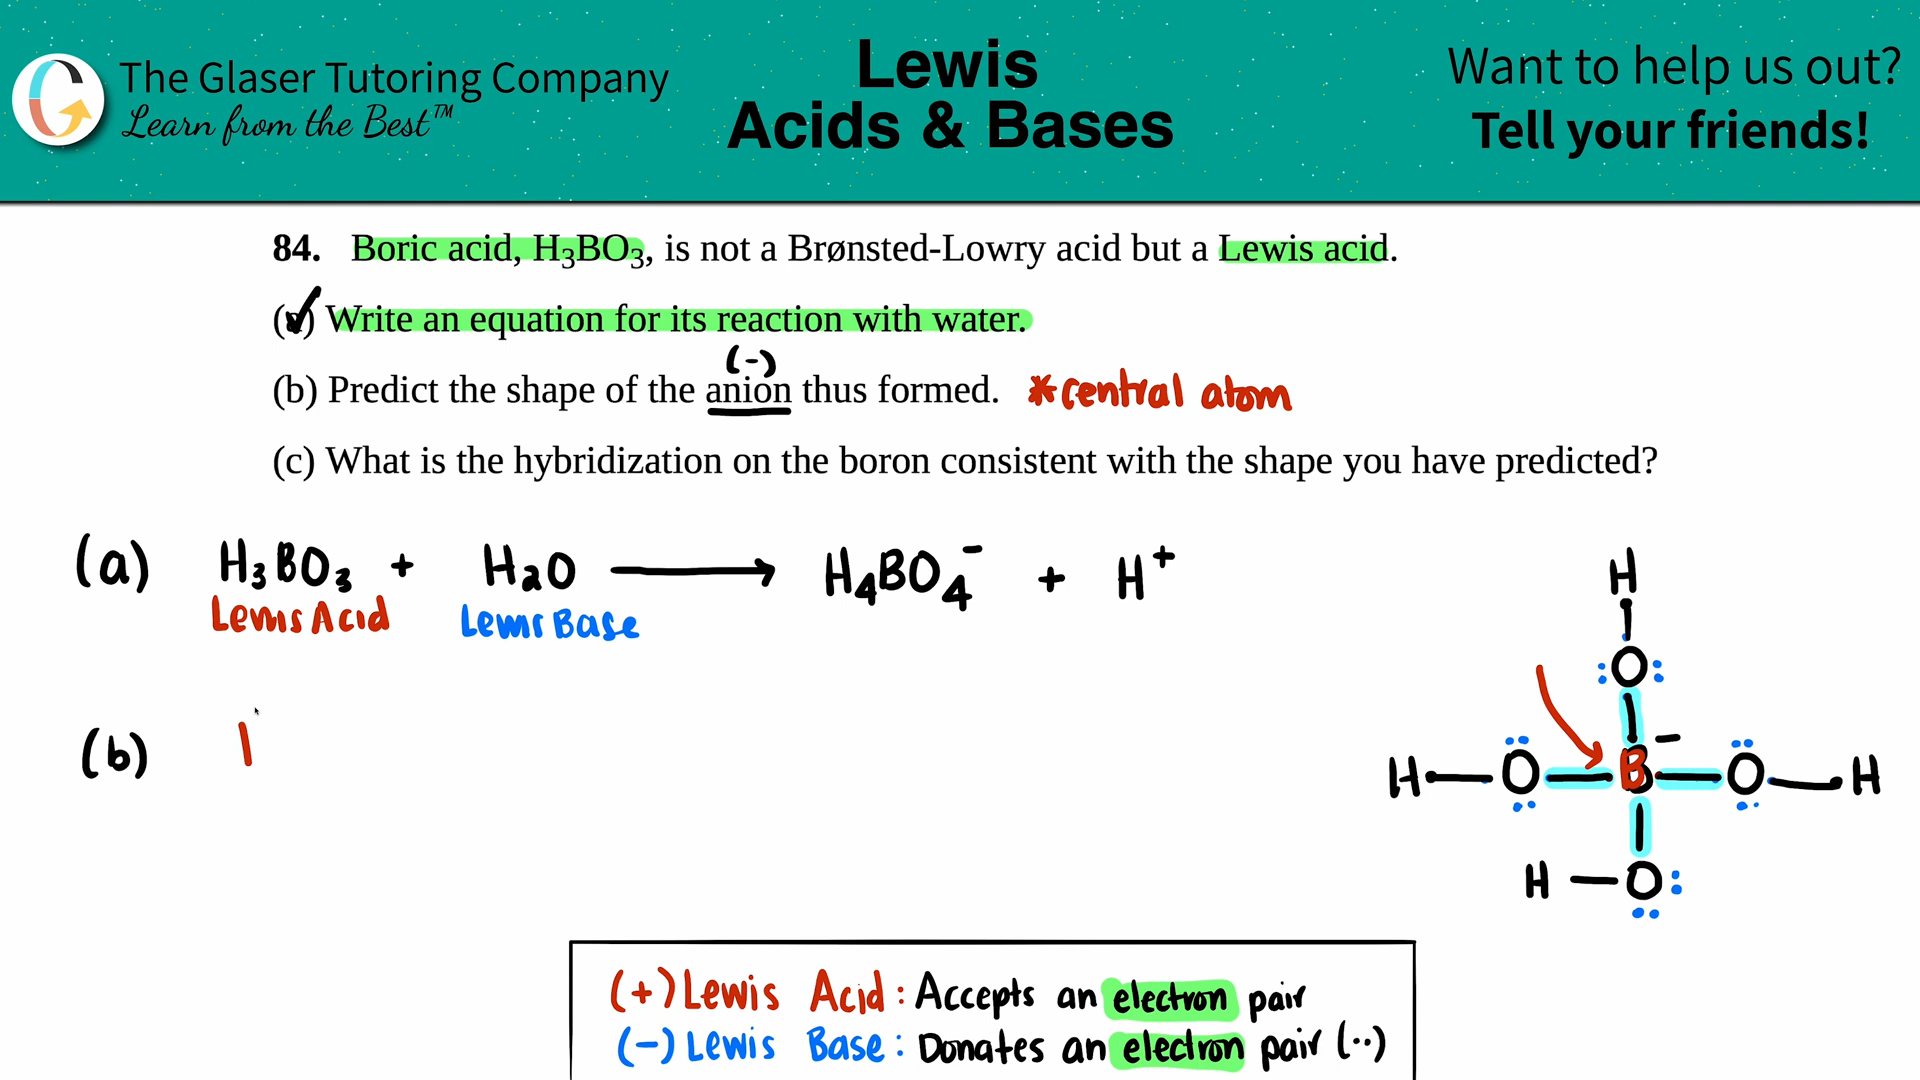 The Glaser Tutoring Company
Learn from the Best™
Lewis
Acids & Bases
Want to help us out?
Tell your friends!
84. Boric acid, H₃BO₃, is not a Brønsted-Lowry acid but a Lewis acid.
(a) Write an equation for its reaction with water.
(-)
(b) Predict the shape of the anion thus formed. *central atom
(c) What is the hybridization on the boron consistent with the shape you have predicted?
(a) H₃BO₃ + H₂O ⟶ H₄BO₄⁻ + H⁺
Lewis Acid Lewis Base
(b)
H
O
H O B − O H
H O
(+) Lewis Acid: Accepts an electron pair
(-) Lewis Base: Donates an electron pair (··)